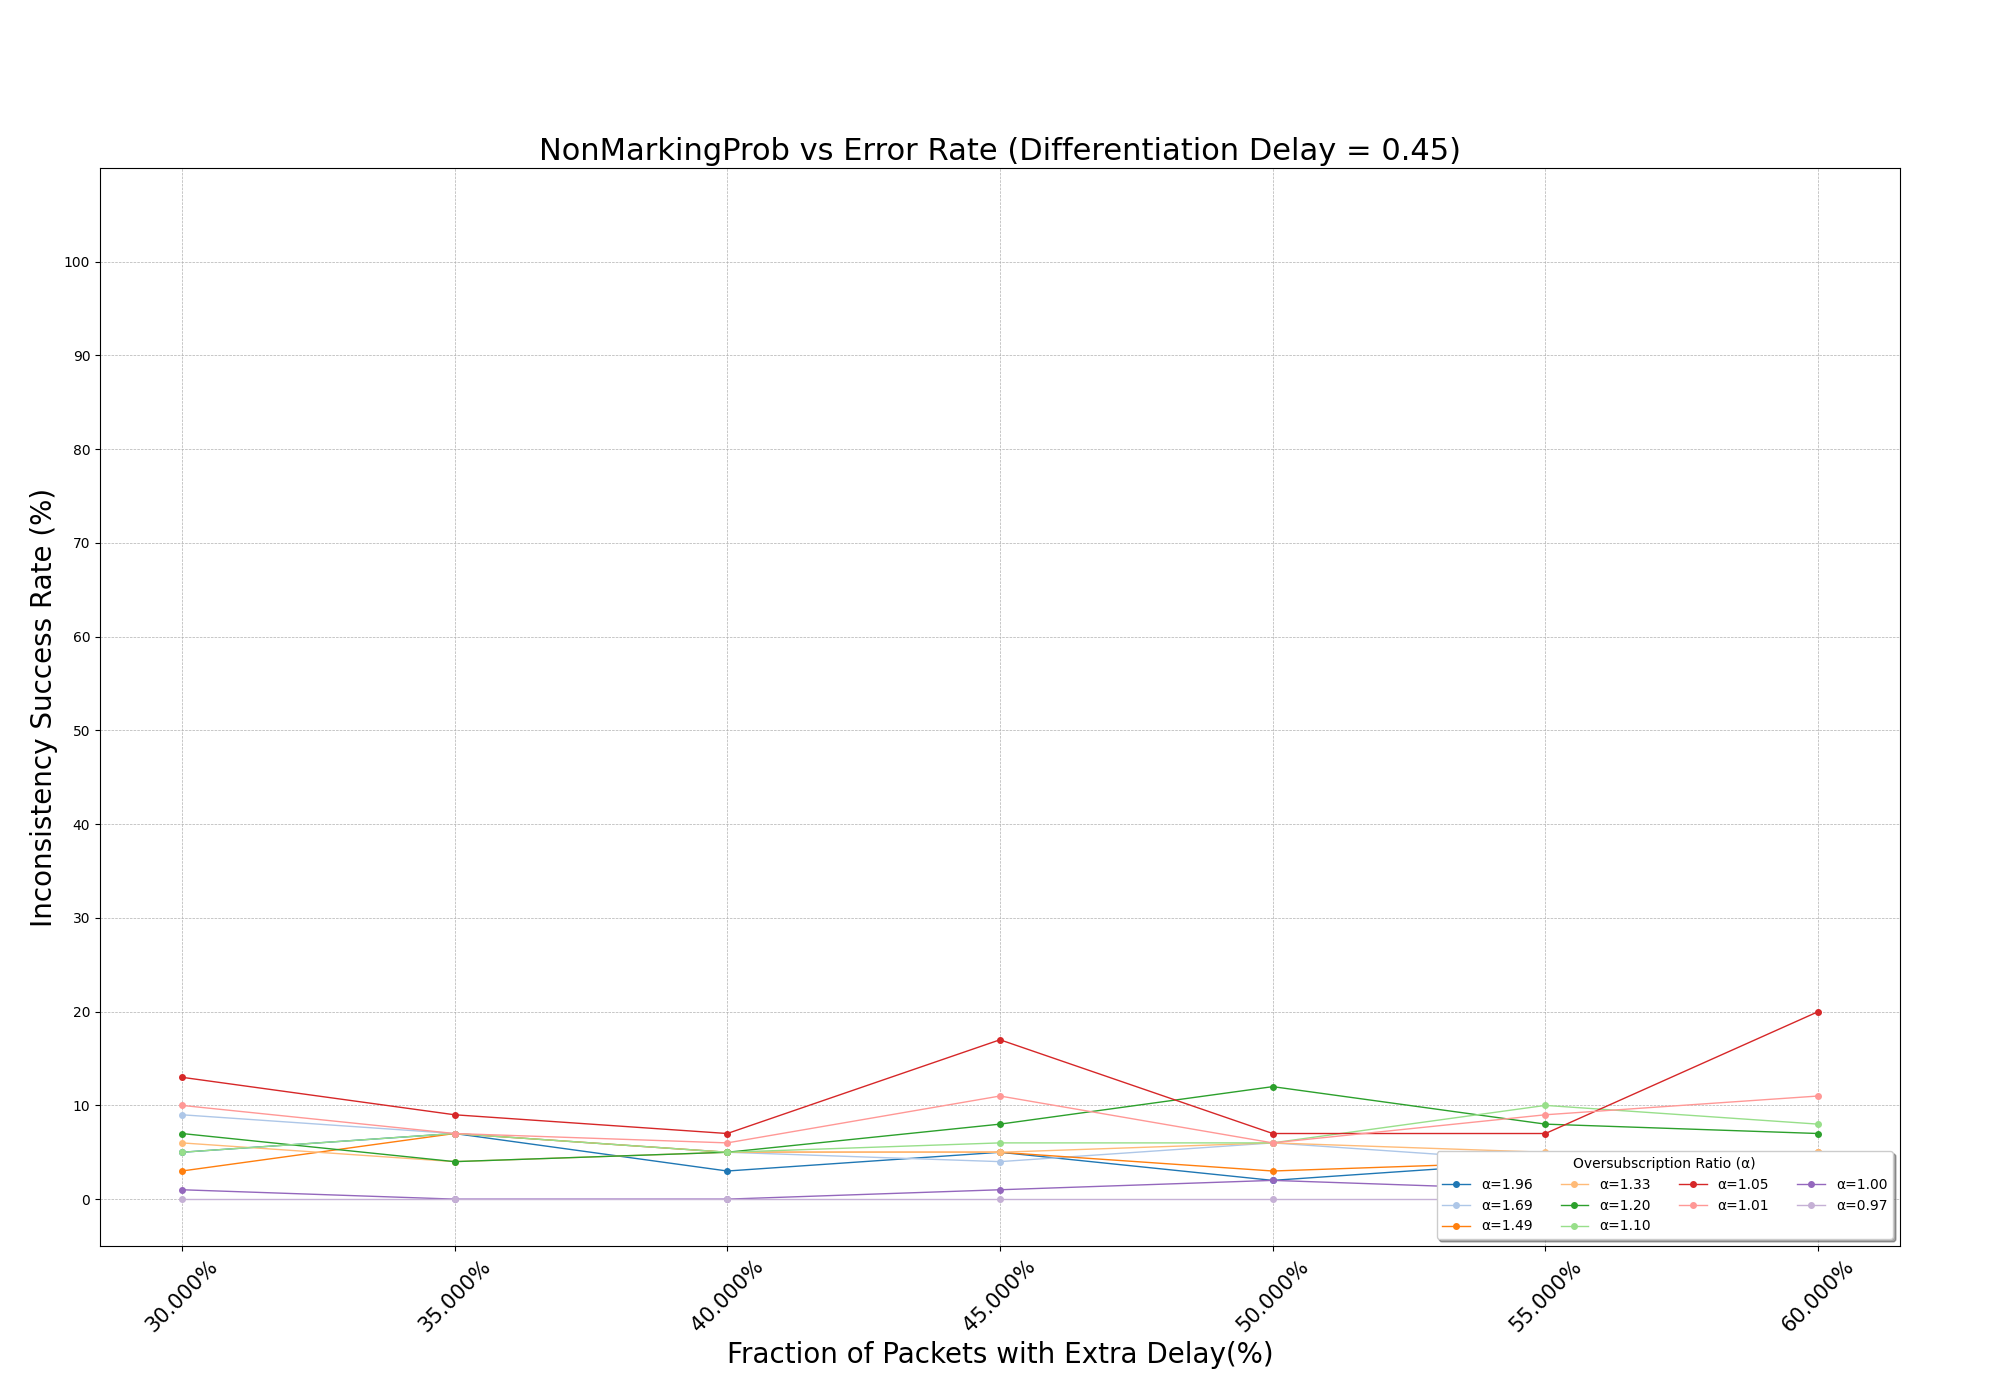 NonMarkingProb vs Error Rate (Differentiation Delay = 0.45)
Inconsistency Success Rate (%)
100
90
80
70
60
50
40
30
20
10
0
Oversubscription Ratio (α)
α=1.96 α=1.33 α=1.05 α=1.00
α=1.69 α=1.20 α=1.01 α=0.97
α=1.49 α=1.10
30.000% 35.000% 40.000% 45.000% 50.000% 55.000% 60.000%
Fraction of Packets with Extra Delay(%)